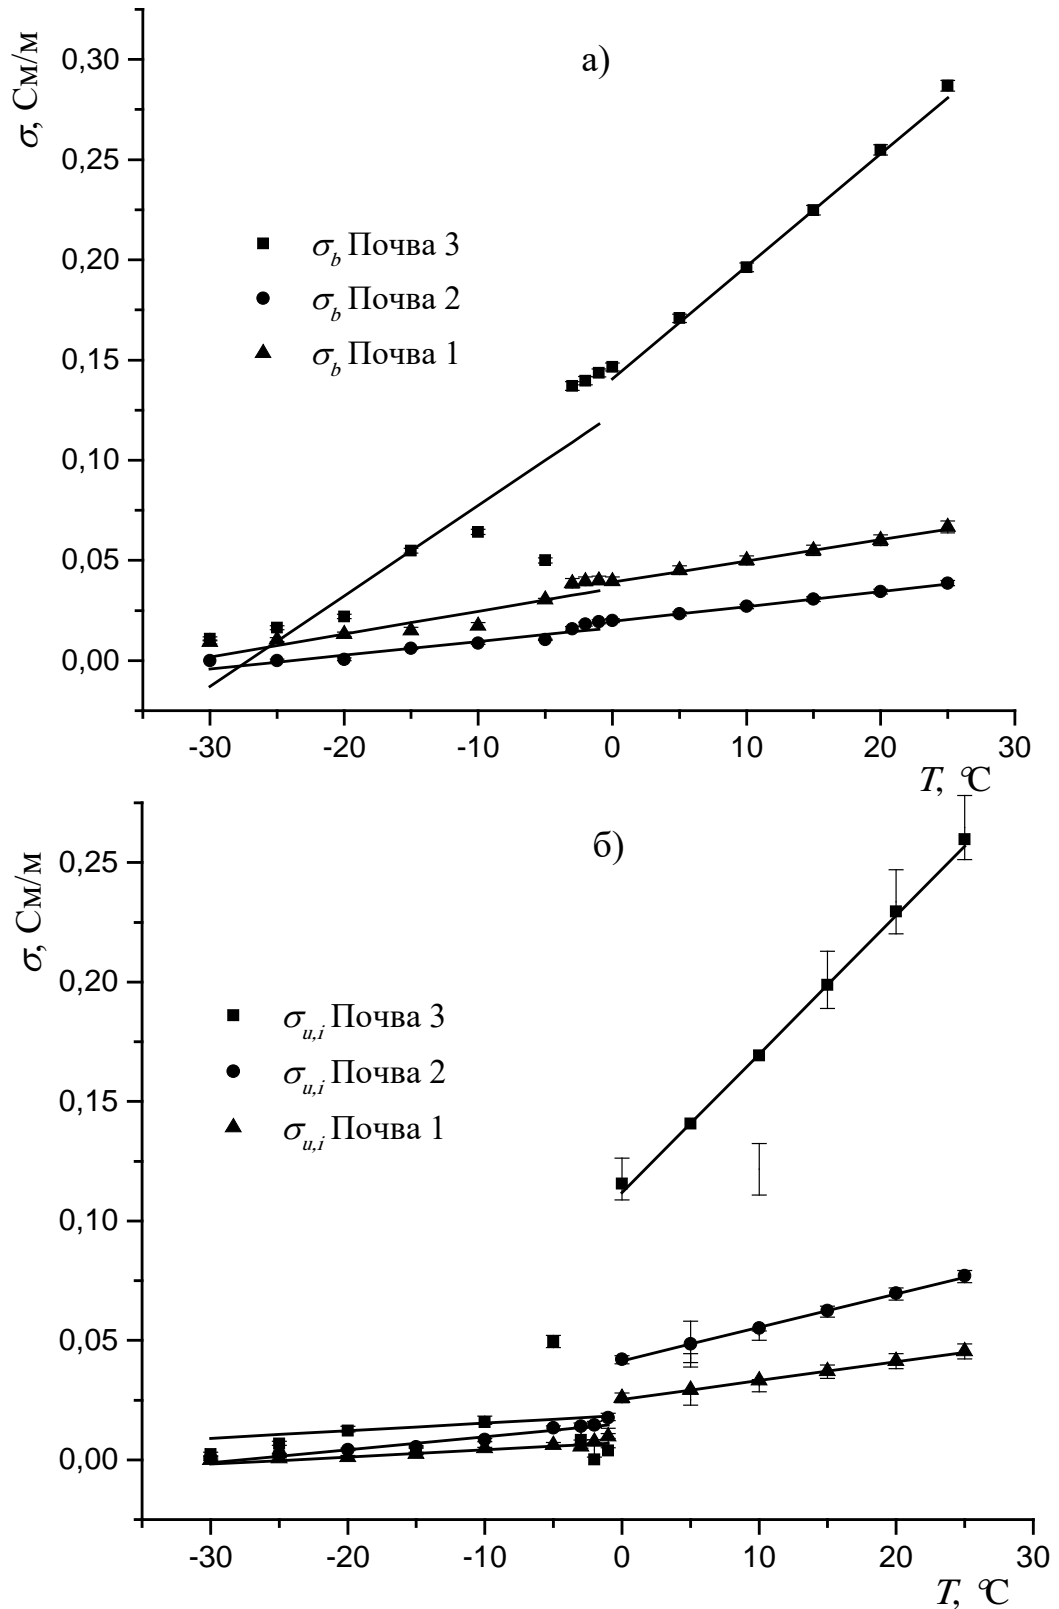 а)
σ, См/м
0,30
0,25
0,20
0,15
0,10
0,05
0,00
σb Почва 3
σb Почва 2
σb Почва 1
-30 -20 -10 0 10 20 30
T, °C
б)
σ, См/м
0,25
0,20
0,15
0,10
0,05
0,00
σu,i Почва 3
σu,i Почва 2
σu,i Почва 1
-30 -20 -10 0 10 20 30
T, °C